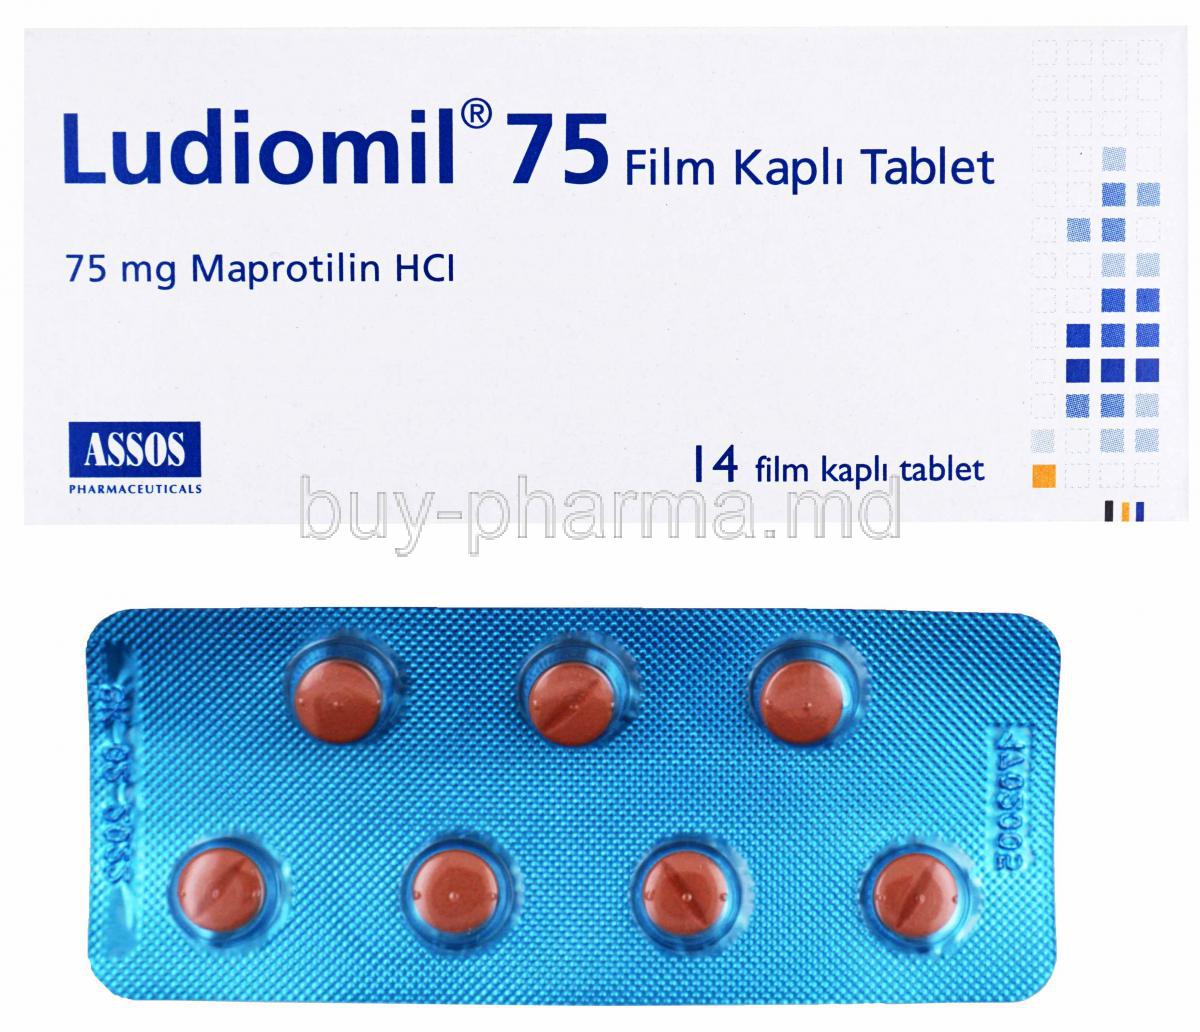 Ludiomil® 75 Film Kaplı Tablet
75 mg Maprotilin HCl
ASSOS
PHARMACEUTICALS
14 film kaplı tablet
buy-pharma.md